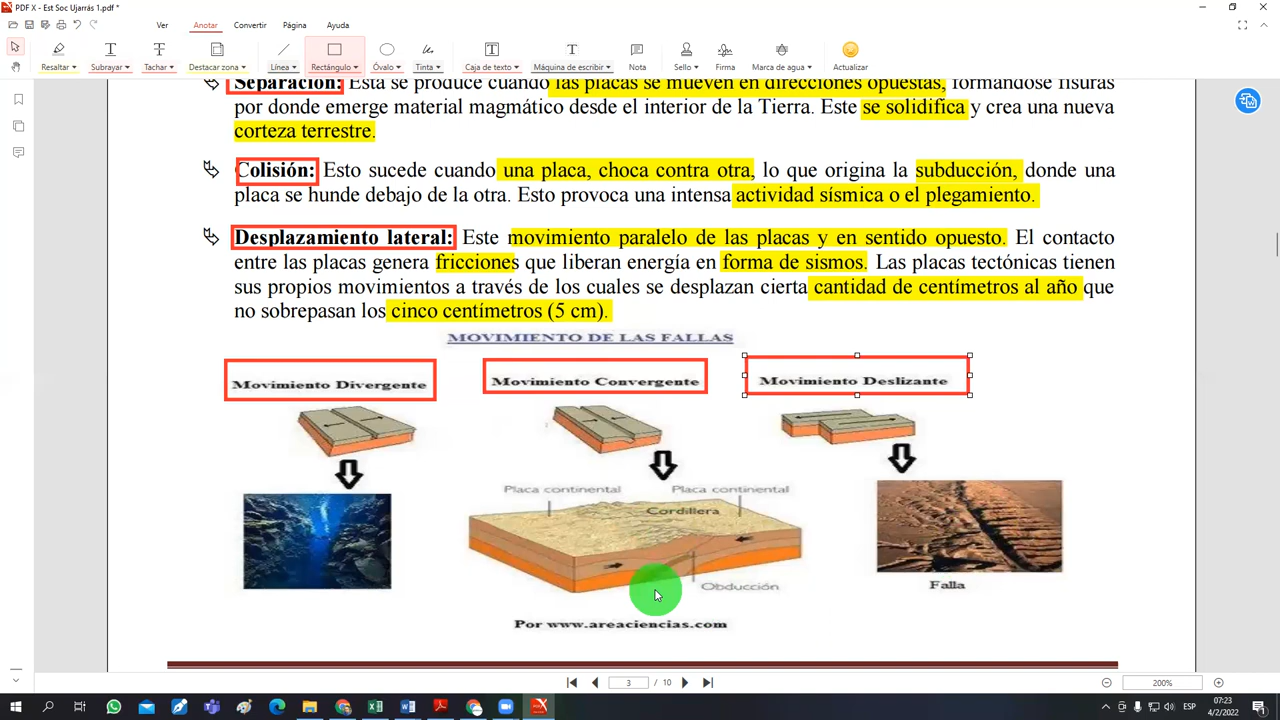 PDF X - Est Soc Ujarrás 1.pdf *
Ver Anotar Convertir Página Ayuda
Resaltar Subrayar Tachar Destacar zona Línea Rectángulo Óvalo Tinta Caja de texto Máquina de escribir Nota Sello Firma Marca de agua Actualizar
Separación: Esta se produce cuando las placas se mueven en direcciones opuestas, formándose fisuras
por donde emerge material magmático desde el interior de la Tierra. Este se solidifica y crea una nueva
corteza terrestre.
Colisión: Esto sucede cuando una placa, choca contra otra, lo que origina la subducción, donde una
placa se hunde debajo de la otra. Esto provoca una intensa actividad sísmica o el plegamiento.
Desplazamiento lateral: Este movimiento paralelo de las placas y en sentido opuesto. El contacto
entre las placas genera fricciones que liberan energía en forma de sismos. Las placas tectónicas tienen
sus propios movimientos a través de los cuales se desplazan cierta cantidad de centímetros al año que
no sobrepasan los cinco centímetros (5 cm).
MOVIMIENTO DE LAS FALLAS
Movimiento Divergente Movimiento Convergente Movimiento Deslizante
Placa continental Placa continental
Cordillera
Obducción
Falla
Por www.areaciencias.com
3 / 10 200%
ESP 07:23
4/2/2022